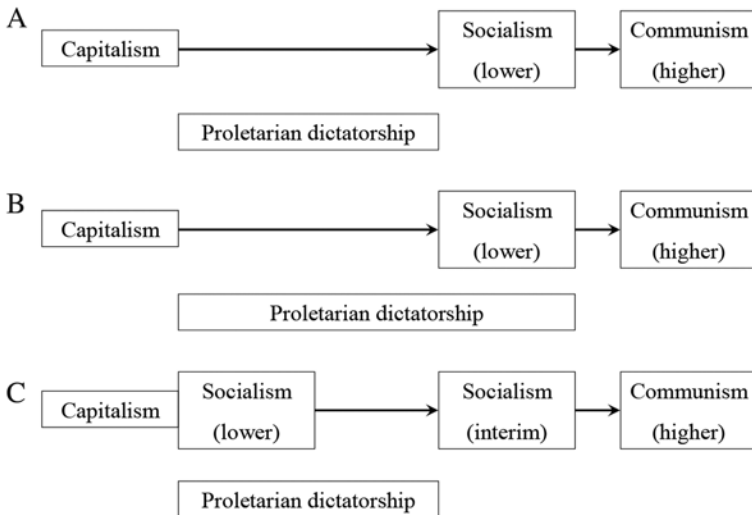 A
Capitalism
Socialism
(lower)
Communism
(higher)
Proletarian dictatorship
B
Capitalism
Socialism
(lower)
Communism
(higher)
Proletarian dictatorship
C
Capitalism
Socialism
(lower)
Socialism
(interim)
Communism
(higher)
Proletarian dictatorship